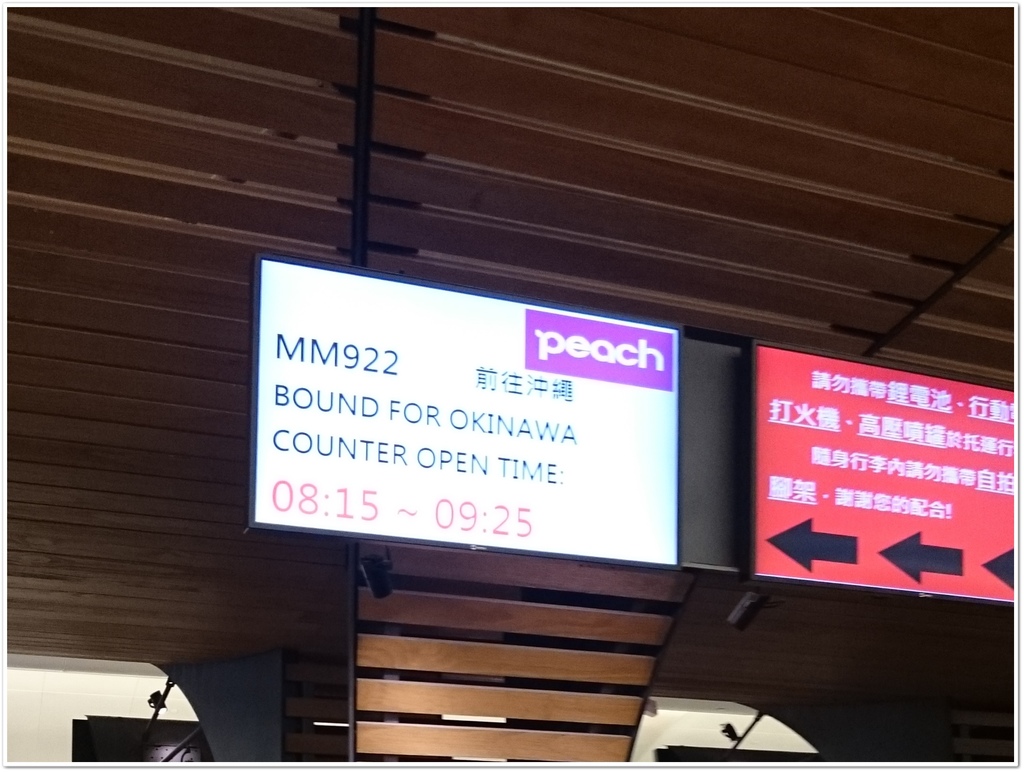 peach
MM922
前往沖繩
BOUND FOR OKINAWA
COUNTER OPEN TIME:
08:15 ~ 09:25
請勿攜帶鋰電池、行動
打火機、高壓噴罐於托運行
隨身行李內請勿攜帶自拍
腳架，謝謝您的配合!